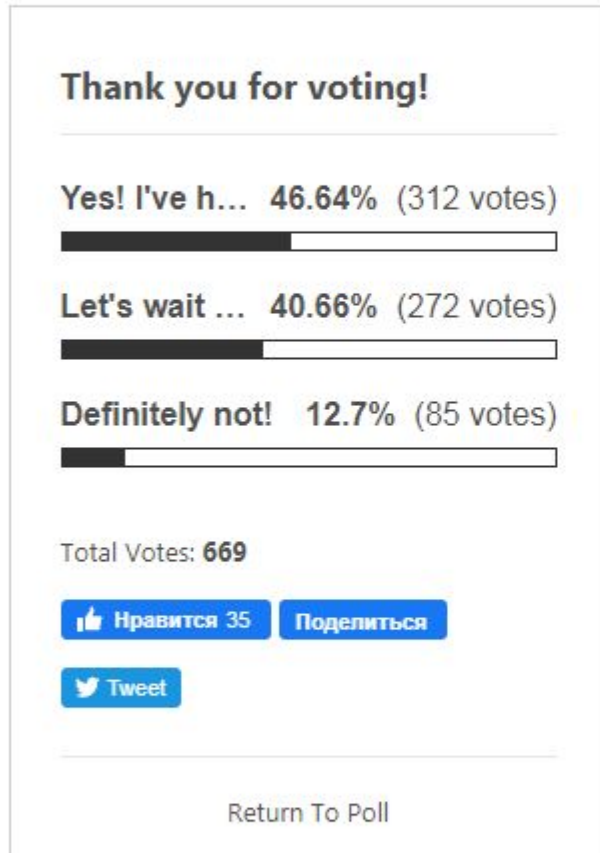 Thank you for voting!
Yes! I've h... 46.64% (312 votes)
Let's wait ... 40.66% (272 votes)
Definitely not! 12.7% (85 votes)
Total Votes: 669
Нравится 35 Поделиться
Tweet
Return To Poll